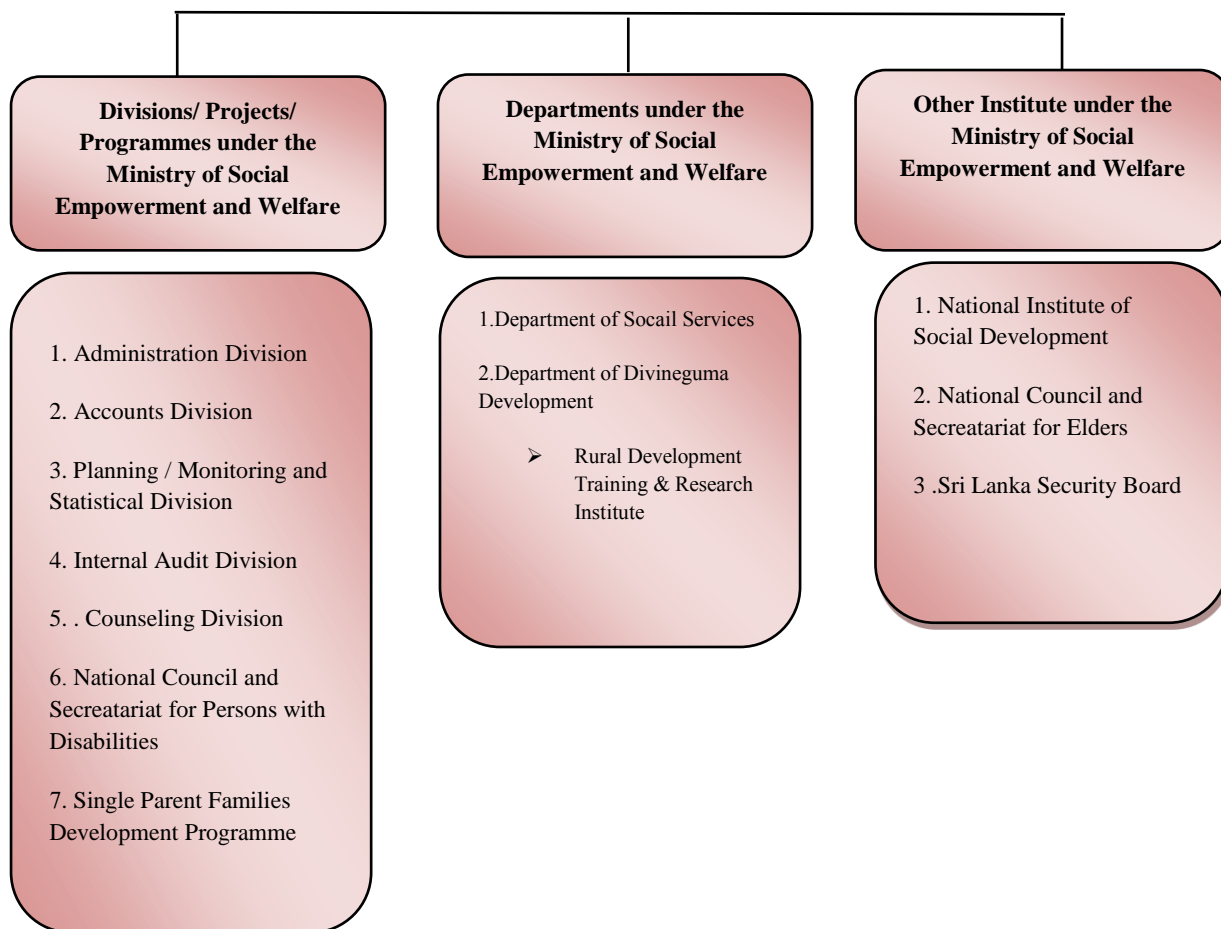 Divisions/ Projects/
Programmes under the
Ministry of Social
Empowerment and Welfare
1. Administration Division
2. Accounts Division
3. Planning / Monitoring and
Statistical Division
4. Internal Audit Division
5. . Counseling Division
6. National Council and
Secreatariat for Persons with
Disabilities
7. Single Parent Families
Development Programme
Departments under the
Ministry of Social
Empowerment and Welfare
1.Department of Socail Services
2.Department of Divineguma
Development
➢ Rural Development
Training & Research
Institute
Other Institute under the
Ministry of Social
Empowerment and Welfare
1. National Institute of
Social Development
2. National Council and
Secreatariat for Elders
3 .Sri Lanka Security Board